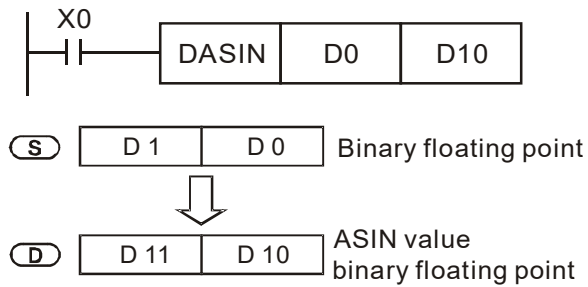 X0
DASIN D0 D10
S D 1 D 0 Binary floating point
D D 11 D 10 ASIN value
binary floating point